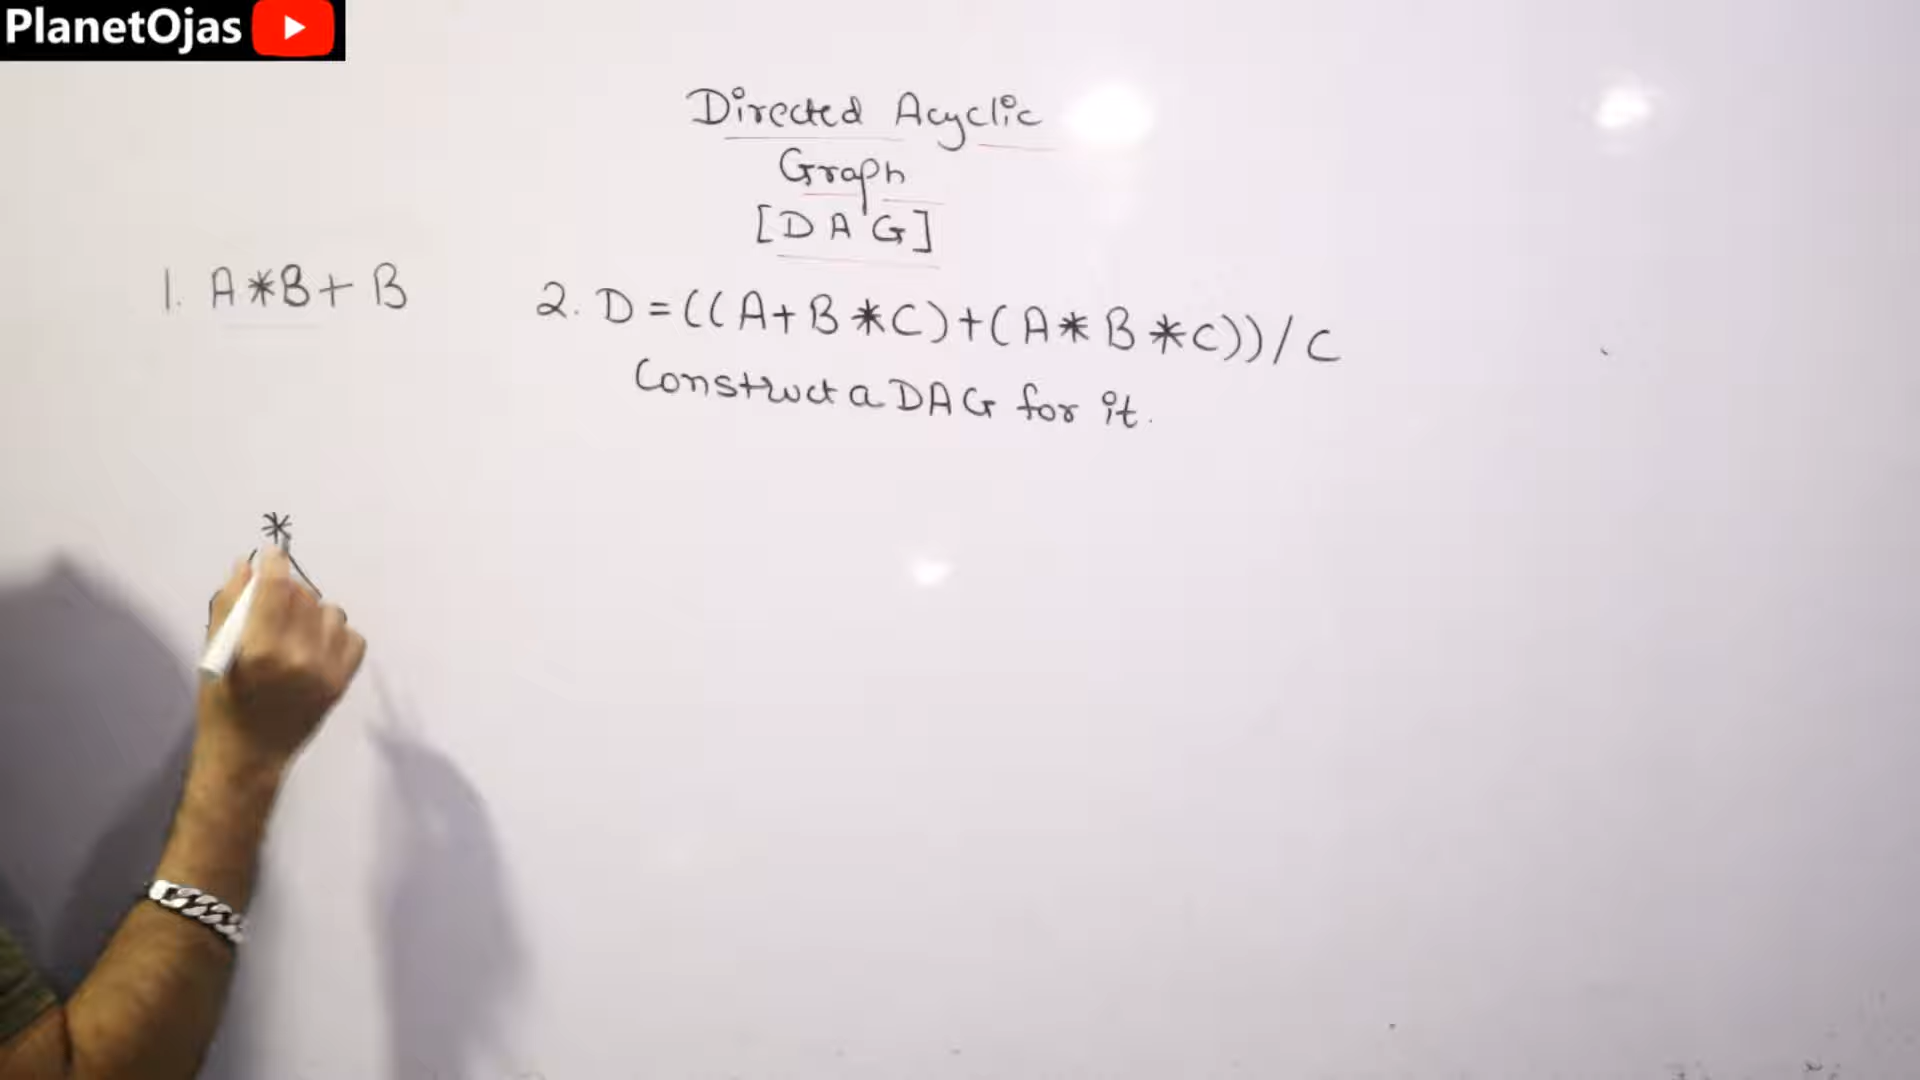 PlanetOjas
Directed Acyclic
Graph
[DAG]
1. A*B+B
2. D=((A+B*C)+(A*B*C))/C
Construct a DAG for it.
*